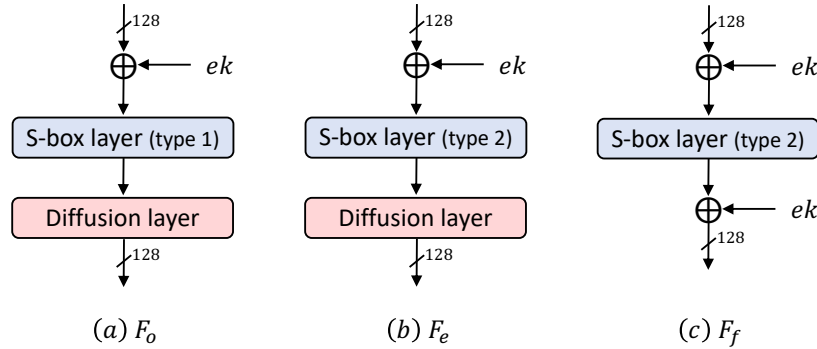 128 128 128
ek ek ek
S-box layer (type 1) S-box layer (type 2) S-box layer (type 2)
Diffusion layer Diffusion layer ek
128 128 128
(a) F_o (b) F_e (c) F_f